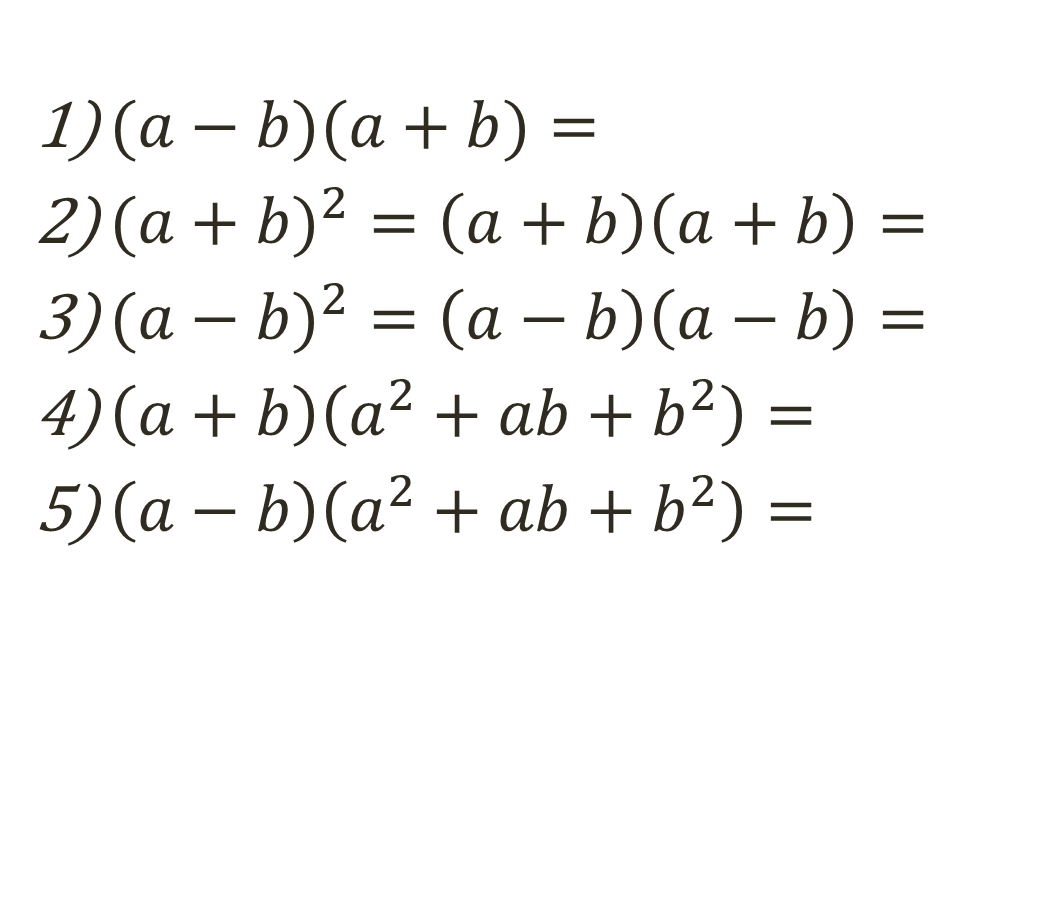 1)(a − b)(a + b) =
2)(a + b)² = (a + b)(a + b) =
3)(a − b)² = (a − b)(a − b) =
4)(a + b)(a² + ab + b²) =
5)(a − b)(a² + ab + b²) =